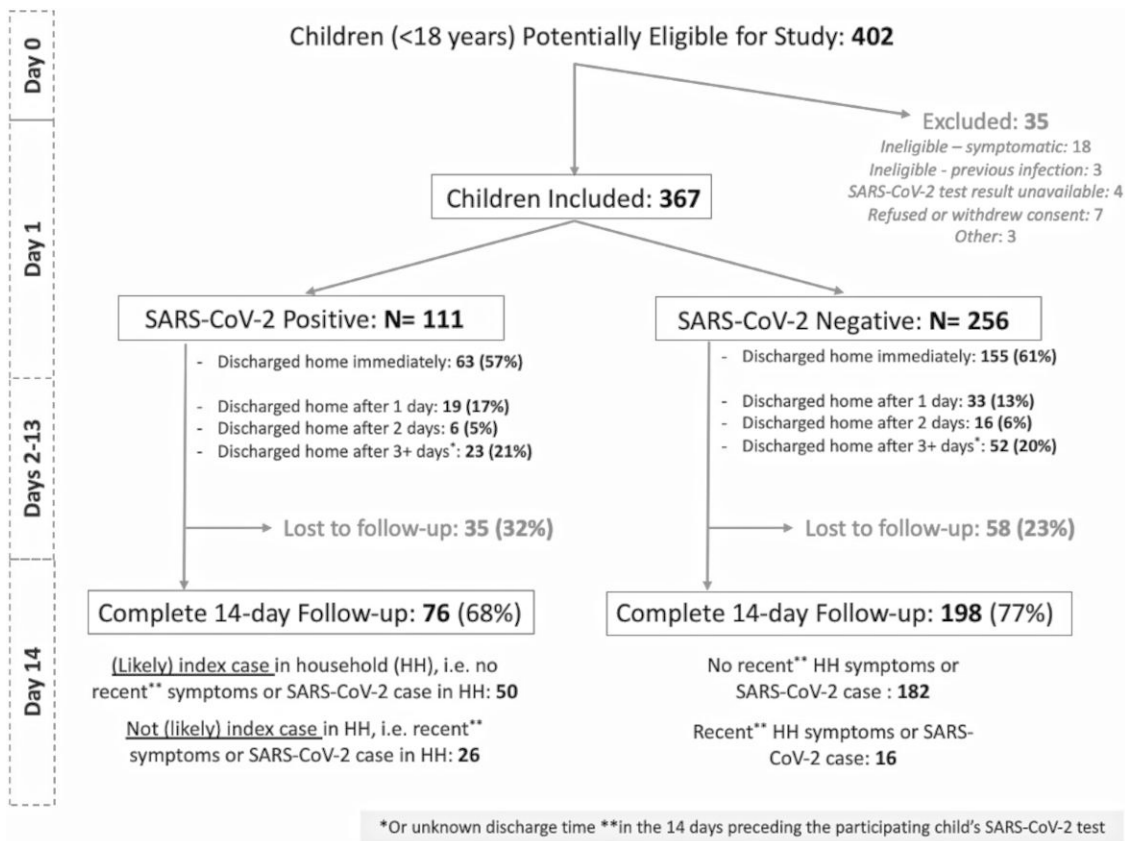 Day 0
Children (<18 years) Potentially Eligible for Study: 402
Excluded: 35
Ineligible – symptomatic: 18
Ineligible - previous infection: 3
SARS-CoV-2 test result unavailable: 4
Refused or withdrew consent: 7
Other: 3
Day 1
Children Included: 367
SARS-CoV-2 Positive: N= 111
- Discharged home immediately: 63 (57%)
- Discharged home after 1 day: 19 (17%)
- Discharged home after 2 days: 6 (5%)
- Discharged home after 3+ days*: 23 (21%)
SARS-CoV-2 Negative: N= 256
- Discharged home immediately: 155 (61%)
- Discharged home after 1 day: 33 (13%)
- Discharged home after 2 days: 16 (6%)
- Discharged home after 3+ days*: 52 (20%)
Days 2-13
Lost to follow-up: 35 (32%)
Lost to follow-up: 58 (23%)
Day 14
Complete 14-day Follow-up: 76 (68%)
(Likely) index case in household (HH), i.e. no
recent** symptoms or SARS-CoV-2 case in HH: 50
Not (likely) index case in HH, i.e. recent**
symptoms or SARS-CoV-2 case in HH: 26
Complete 14-day Follow-up: 198 (77%)
No recent** HH symptoms or
SARS-CoV-2 case : 182
Recent** HH symptoms or SARS-
CoV-2 case: 16
*Or unknown discharge time **in the 14 days preceding the participating child's SARS-CoV-2 test